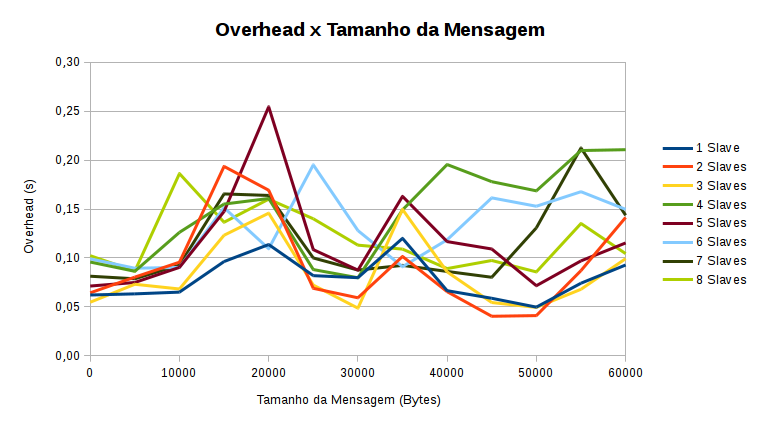 Overhead x Tamanho da Mensagem
0,30
0,25
0,20
0,15
0,10
0,05
0,00
Overhead (s)
0 10000 20000 30000 40000 50000 60000
Tamanho da Mensagem (Bytes)
1 Slave
2 Slaves
3 Slaves
4 Slaves
5 Slaves
6 Slaves
7 Slaves
8 Slaves